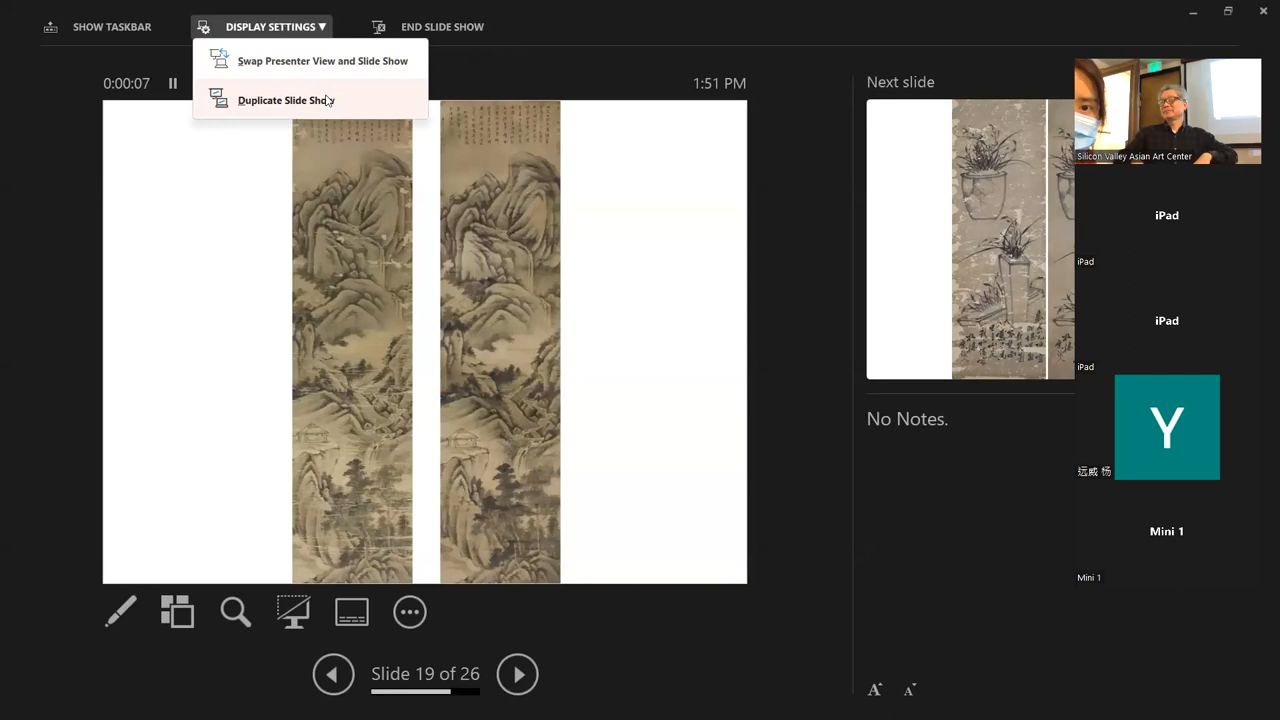 SHOW TASKBAR
DISPLAY SETTINGS ▼
END SLIDE SHOW
Swap Presenter View and Slide Show
Duplicate Slide Show
0:00:07
1:51 PM
Next slide
Silicon Valley Asian Art Center
iPad
iPad
iPad
iPad
No Notes.
Y
远威 杨
Mini 1
Mini 1
Slide 19 of 26
A A